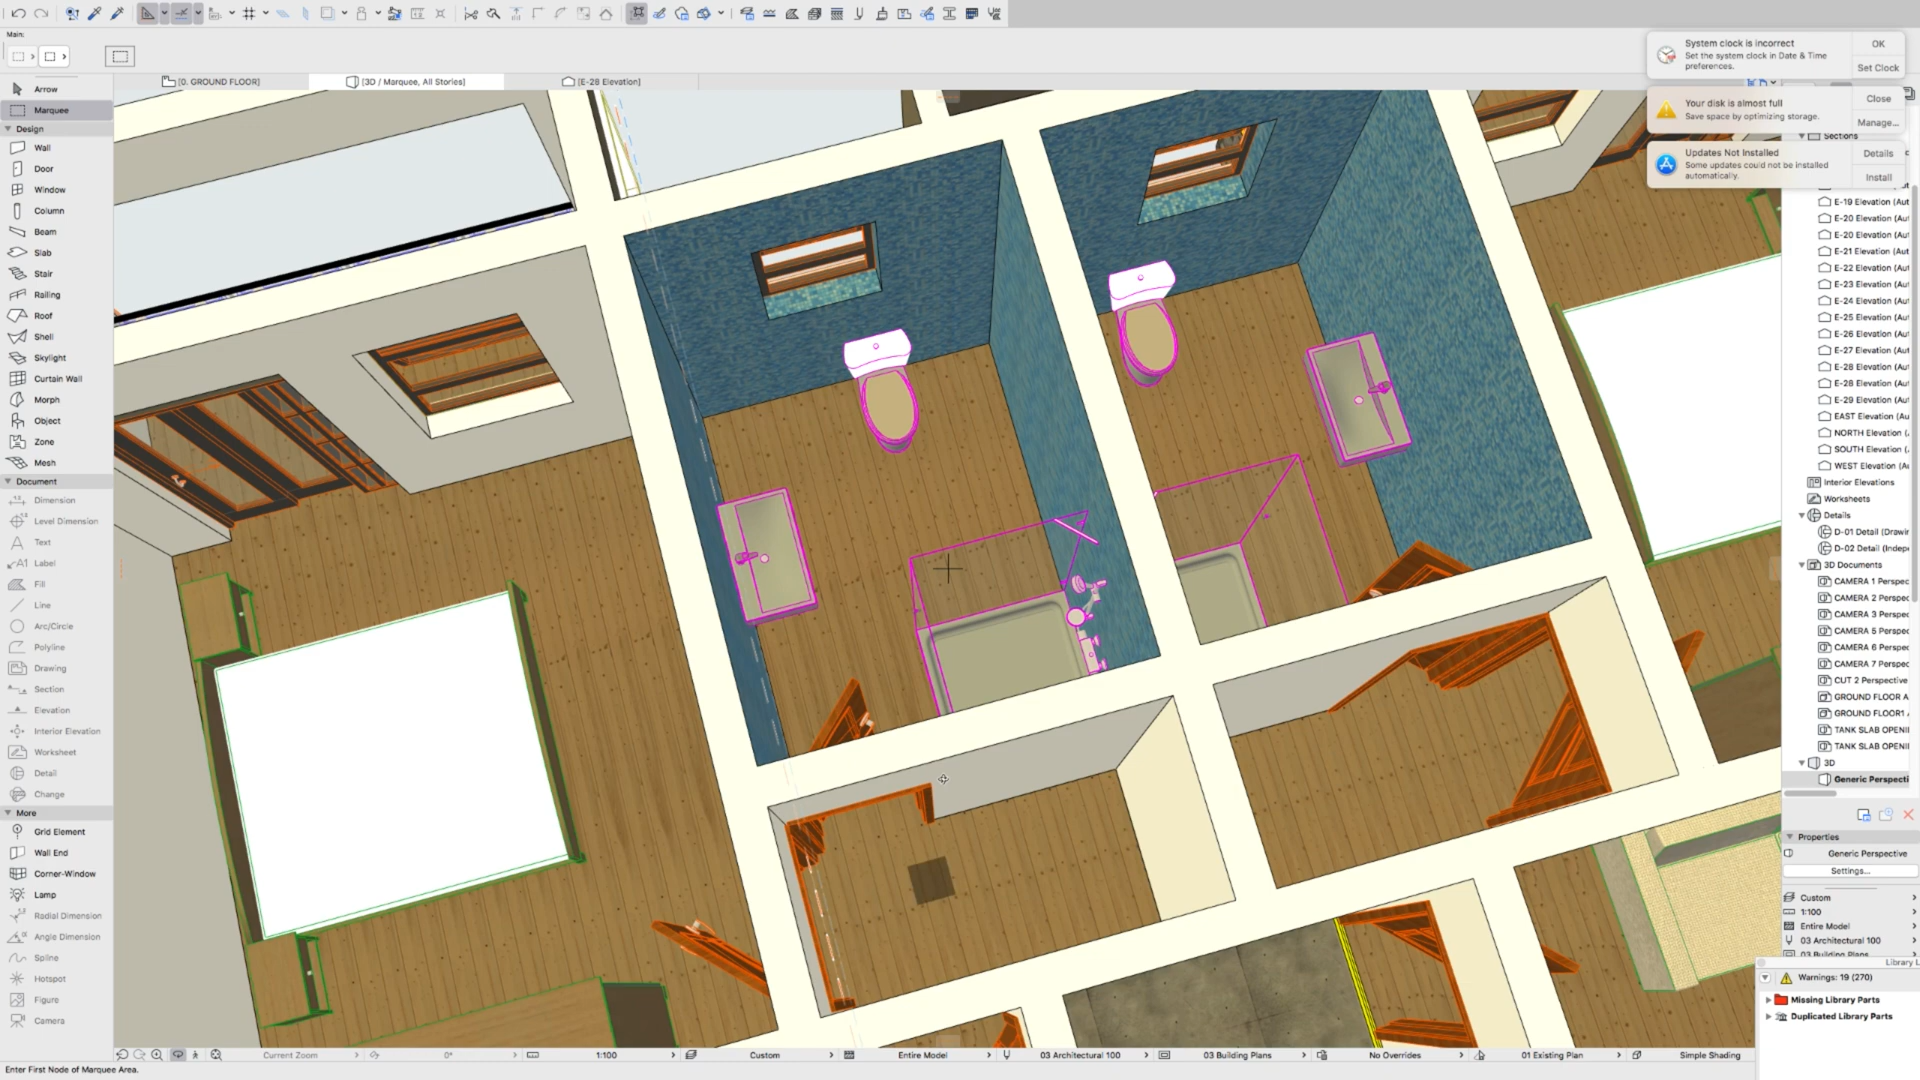 Main:
[0. GROUND FLOOR]
[3D / Marquee, All Stories]
[E-28 Elevation]
System clock is incorrect
Set the system clock in Date & Time
preferences.
OK
Set Clock
Your disk is almost full
Save space by optimizing storage.
Close
Manage...
Updates Not Installed
Some updates could not be installed
automatically.
Details
Install
Arrow
Marquee
Design
Wall
Door
Window
Column
Beam
Slab
Stair
Railing
Roof
Shell
Skylight
Curtain Wall
Morph
Object
Zone
Mesh
Document
Dimension
Level Dimension
Text
A1 Label
Fill
Line
Arc/Circle
Polyline
Drawing
Section
Elevation
Interior Elevation
Worksheet
Detail
Change
More
Grid Element
Wall End
Corner-Window
Lamp
Radial Dimension
Angle Dimension
Spline
Hotspot
Figure
Camera
Sections
E-19 Elevation (Aut
E-20 Elevation (Aut
E-20 Elevation (Aut
E-21 Elevation (Aut
E-22 Elevation (Aut
E-23 Elevation (Aut
E-24 Elevation (Aut
E-25 Elevation (Aut
E-26 Elevation (Aut
E-27 Elevation (Aut
E-28 Elevation (Aut
E-28 Elevation (Aut
E-29 Elevation (Aut
EAST Elevation (Au
NORTH Elevation (
SOUTH Elevation (
WEST Elevation (A
Interior Elevations
Worksheets
Details
D-01 Detail (Drawi
D-02 Detail (Indep
3D Documents
CAMERA 1 Perspec
CAMERA 2 Perspec
CAMERA 3 Perspec
CAMERA 5 Perspec
CAMERA 6 Perspec
CAMERA 7 Perspec
CUT 2 Perspective
GROUND FLOOR A
GROUND FLOOR1
TANK SLAB OPENI
TANK SLAB OPENI
3D
Generic Perspecti
Properties
Generic Perspective
Settings...
Custom
1:100
Entire Model
03 Architectural 100
03 Building Plans
Library L
Warnings: 19 (270)
Missing Library Parts
Duplicated Library Parts
Current Zoom
0°
1:100
Custom
Entire Model
03 Architectural 100
03 Building Plans
No Overrides
01 Existing Plan
Simple Shading
Enter First Node of Marquee Area.